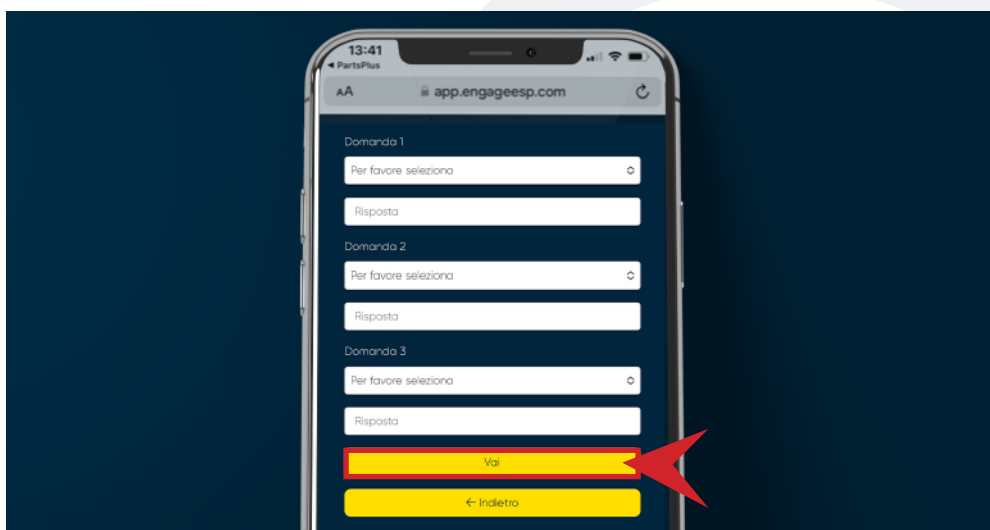 13:41
◀ PartsPlus
AA app.engageesp.com
Domanda 1
Per favore seleziona
Risposta
Domanda 2
Per favore seleziona
Risposta
Domanda 3
Per favore seleziona
Risposta
Vai
← Indietro